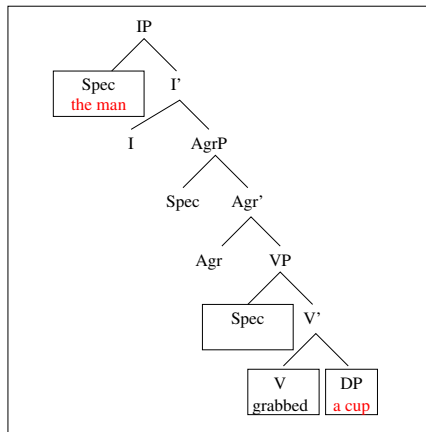 IP
Spec
the man
I'
I
AgrP
Spec
Agr'
Agr
VP
Spec
V'
V
grabbed
DP
a cup